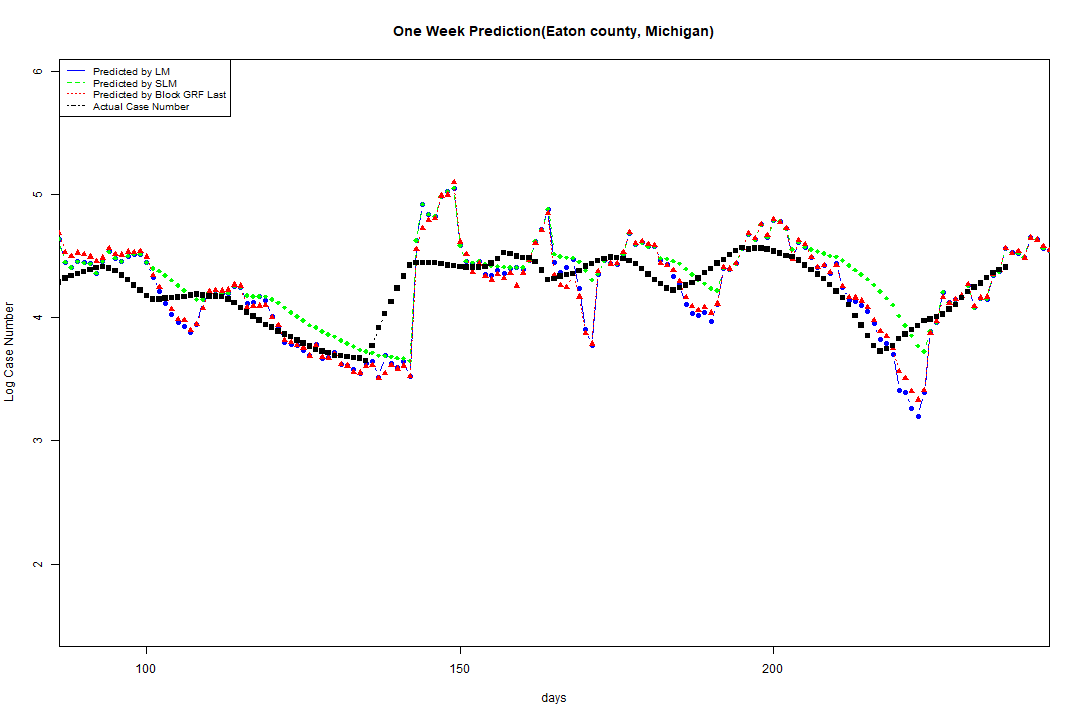 One Week Prediction(Eaton county, Michigan)
Predicted by LM
Predicted by SLM
Predicted by Block GRF Last
Actual Case Number
6
5
4
3
2
Log Case Number
100
150
200
days